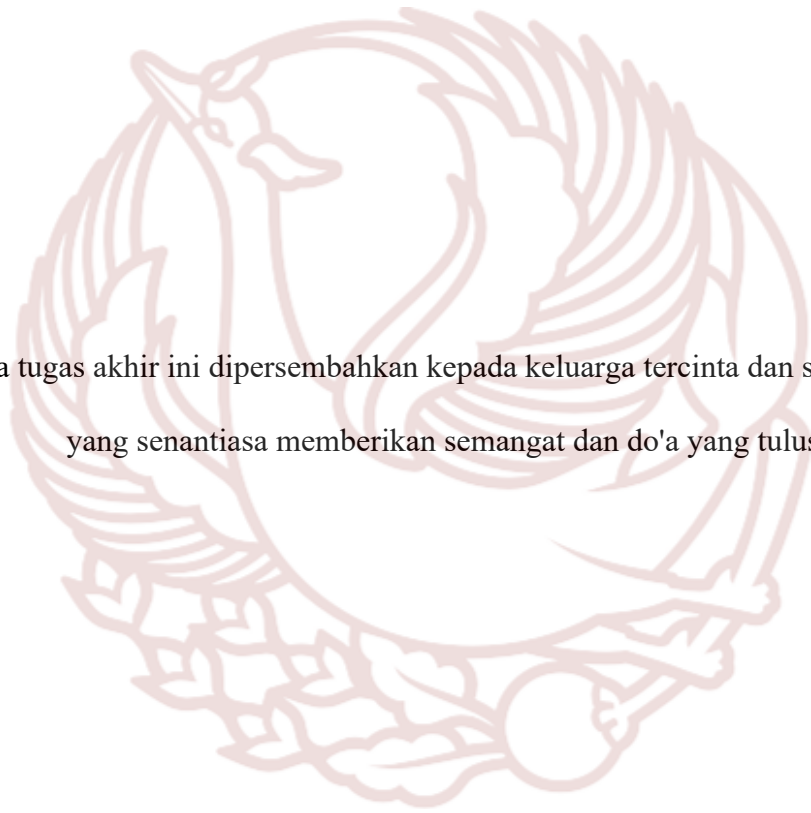 tugas akhir ini dipersembahkan kepada keluarga tercinta dan
yang senantiasa memberikan semangat dan do'a yang tulus